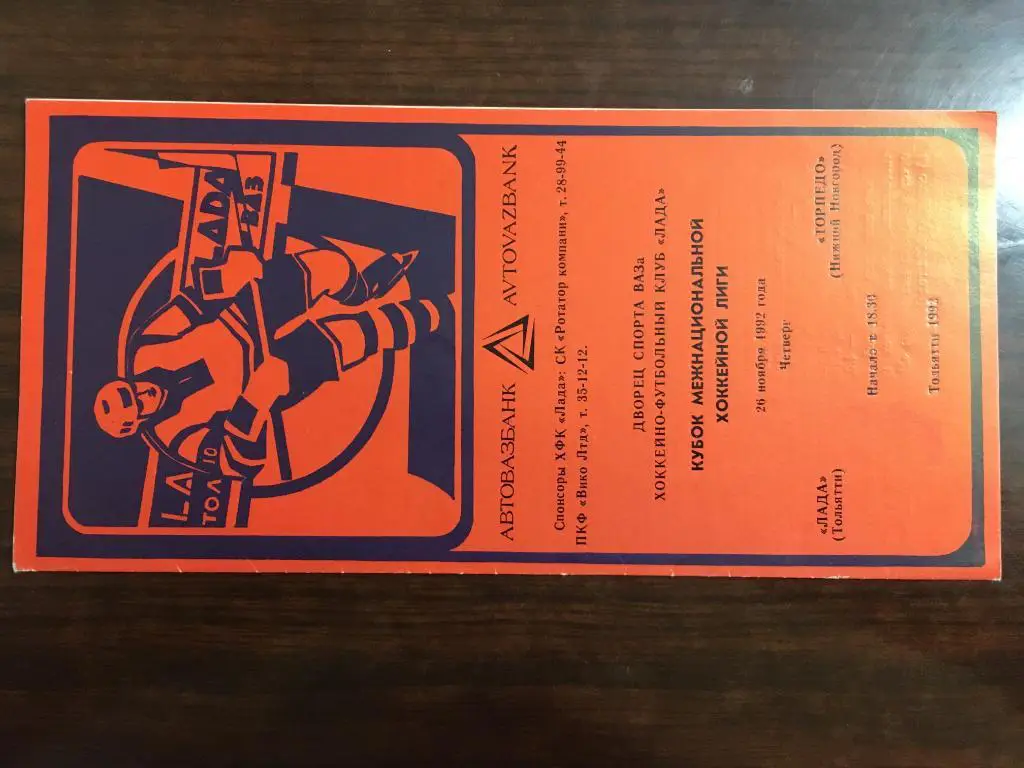 LADA
ВАЗ
LA
ТОЛ
10
АВТОВАЗБАНК AVTOVAZBANK
Спонсоры ХФК «Лада»: СК «Ротатор компани», т. 28-99-44
ПКФ «Вико Лтд», т. 35-12-12.
ДВОРЕЦ СПОРТА ВАЗа
ХОККЕЙНО-ФУТБОЛЬНЫЙ КЛУБ «ЛАДА»
КУБОК МЕЖНАЦИОНАЛЬНОЙ
ХОККЕЙНОЙ ЛИГИ
26 ноября 1992 года
Четверг
«ЛАДА» «ТОРПЕДО»
(Тольятти) (Нижний Новгород)
Начало в 18.30
Тольятти 1992